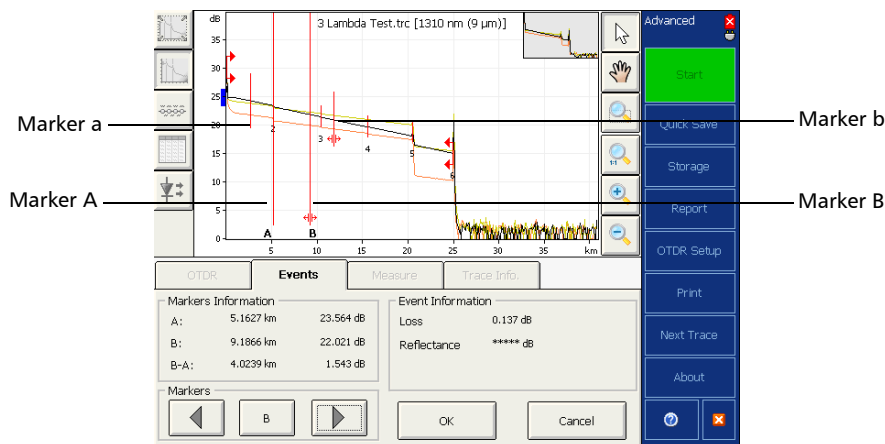 dB
3 Lambda Test.trc [1310 nm (9 µm)]
35
30
25
20
15
10
5
0
2
3
4
5
6
A
B
5
10
15
20
25
30
35
km
Marker a
Marker A
Marker b
Marker B
1:1
Advanced
Start
Quick Save
Storage
Report
OTDR Setup
Print
Next Trace
About
OTDR
Events
Measure
Trace Info.
Markers Information
A: 5.1627 km 23.564 dB
B: 9.1866 km 22.021 dB
B-A: 4.0239 km 1.543 dB
Event Information
Loss 0.137 dB
Reflectance ***** dB
Markers
B
OK
Cancel